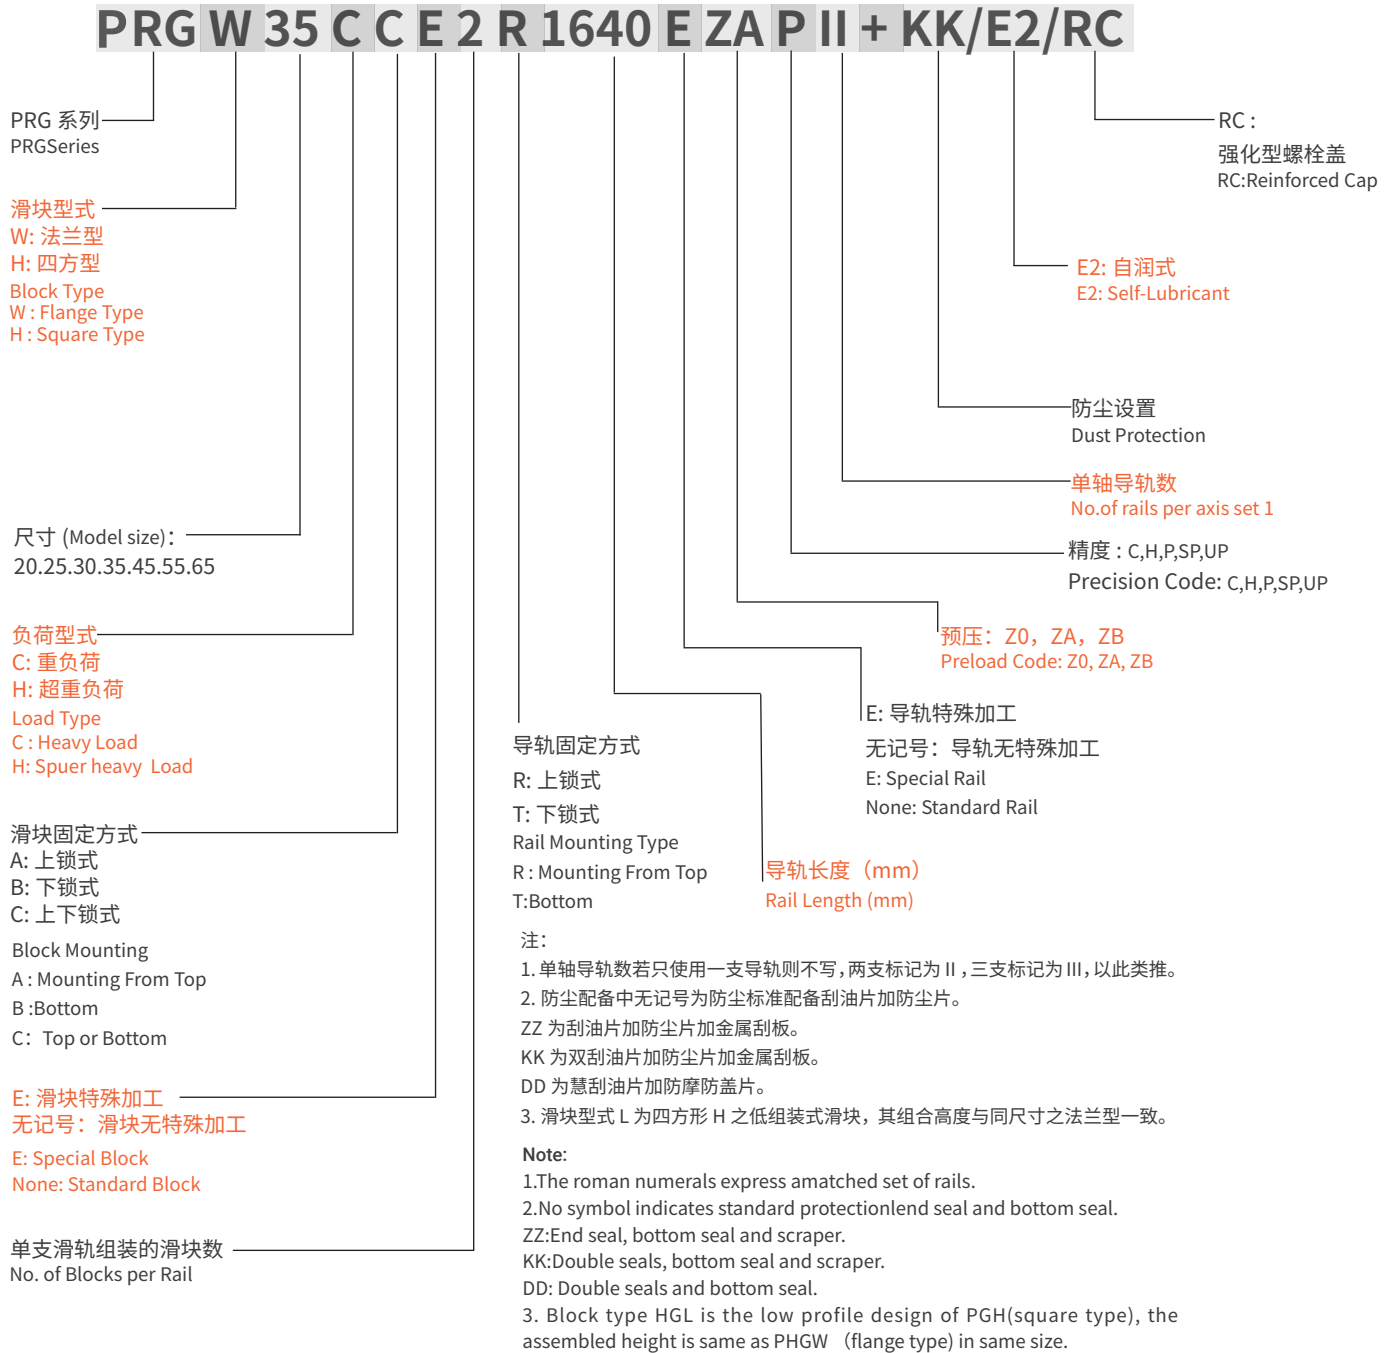 PRG W 35 C C E 2 R 1640 E ZA P II + KK/E2/RC
PRG 系列
PRGSeries
滑块型式
W: 法兰型
H: 四方型
Block Type
W : Flange Type
H : Square Type
尺寸 (Model size)：
20.25.30.35.45.55.65
负荷型式
C: 重负荷
H: 超重负荷
Load Type
C : Heavy Load
H: Spuer heavy Load
滑块固定方式
A: 上锁式
B: 下锁式
C: 上下锁式
Block Mounting
A : Mounting From Top
B :Bottom
C：Top or Bottom
E: 滑块特殊加工
无记号：滑块无特殊加工
E: Special Block
None: Standard Block
单支滑轨组装的滑块数
No. of Blocks per Rail
导轨固定方式
R: 上锁式
T: 下锁式
Rail Mounting Type
R : Mounting From Top
T:Bottom
导轨长度（mm）
Rail Length (mm)
E: 导轨特殊加工
无记号：导轨无特殊加工
E: Special Rail
None: Standard Rail
预压：Z0，ZA，ZB
Preload Code: Z0, ZA, ZB
精度 : C,H,P,SP,UP
Precision Code: C,H,P,SP,UP
单轴导轨数
No.of rails per axis set 1
防尘设置
Dust Protection
E2: 自润式
E2: Self-Lubricant
RC :
强化型螺栓盖
RC:Reinforced Cap
注：
1. 单轴导轨数若只使用一支导轨则不写，两支标记为 II ，三支标记为 III，以此类推。
2. 防尘配备中无记号为防尘标准配备刮油片加防尘片。
ZZ 为刮油片加防尘片加金属刮板。
KK 为双刮油片加防尘片加金属刮板。
DD 为慧刮油片加防摩防盖片。
3. 滑块型式 L 为四方形 H 之低组装式滑块，其组合高度与同尺寸之法兰型一致。
Note:
1.The roman numerals express amatched set of rails.
2.No symbol indicates standard protectionlend seal and bottom seal.
ZZ:End seal, bottom seal and scraper.
KK:Double seals, bottom seal and scraper.
DD: Double seals and bottom seal.
3. Block type HGL is the low profile design of PGH(square type), the
assembled height is same as PHGW （flange type) in same size.